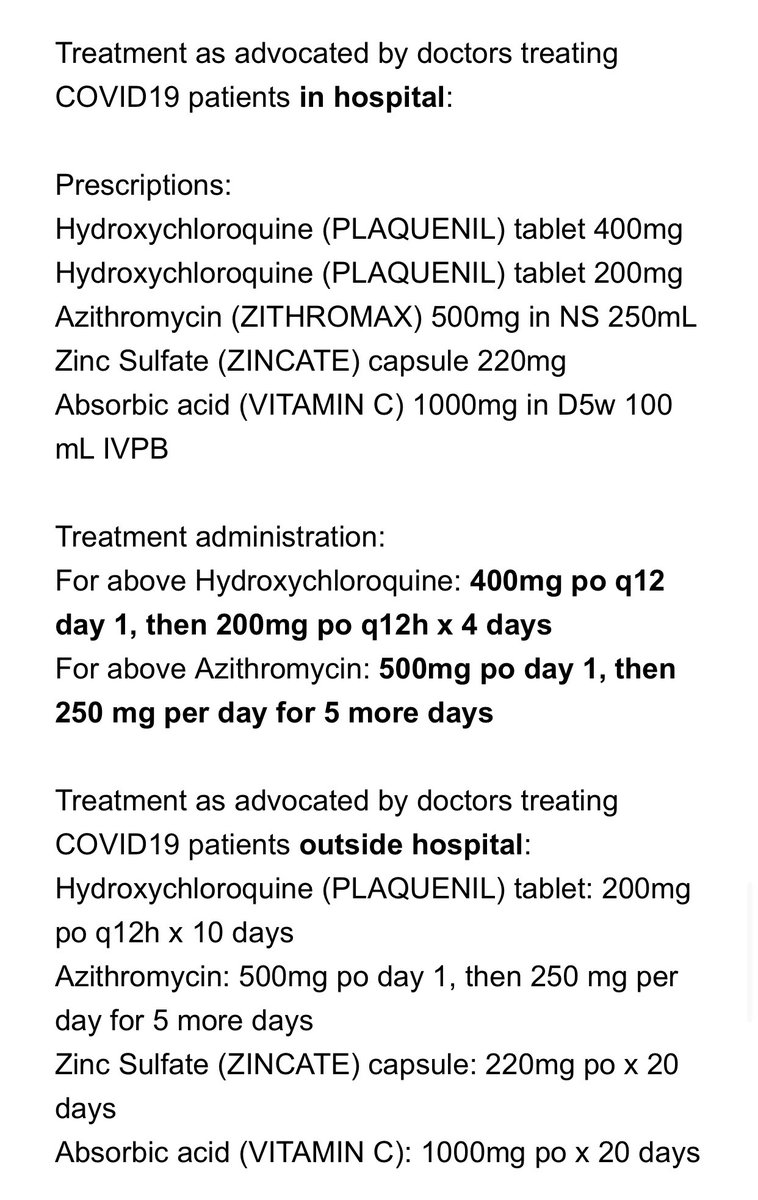 Treatment as advocated by doctors treating
COVID19 patients in hospital:
Prescriptions:
Hydroxychloroquine (PLAQUENIL) tablet 400mg
Hydroxychloroquine (PLAQUENIL) tablet 200mg
Azithromycin (ZITHROMAX) 500mg in NS 250mL
Zinc Sulfate (ZINCATE) capsule 220mg
Absorbic acid (VITAMIN C) 1000mg in D5w 100
mL IVPB
Treatment administration:
For above Hydroxychloroquine: 400mg po q12
day 1, then 200mg po q12h x 4 days
For above Azithromycin: 500mg po day 1, then
250 mg per day for 5 more days
Treatment as advocated by doctors treating
COVID19 patients outside hospital:
Hydroxychloroquine (PLAQUENIL) tablet: 200mg
po q12h x 10 days
Azithromycin: 500mg po day 1, then 250 mg per
day for 5 more days
Zinc Sulfate (ZINCATE) capsule: 220mg po x 20
days
Absorbic acid (VITAMIN C): 1000mg po x 20 days